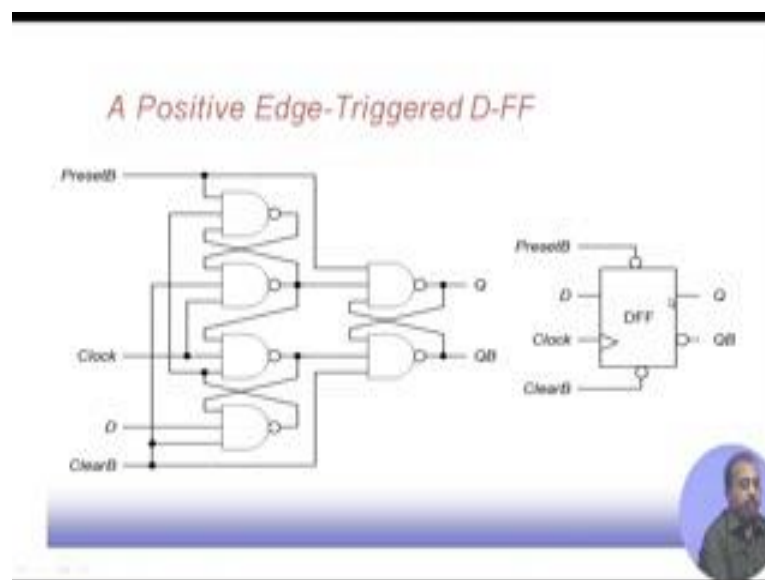 A Positive Edge-Triggered D-FF
PresetB
Clock
D
ClearB
Q
QB
PresetB
D
Clock
ClearB
DFF
Q
QB